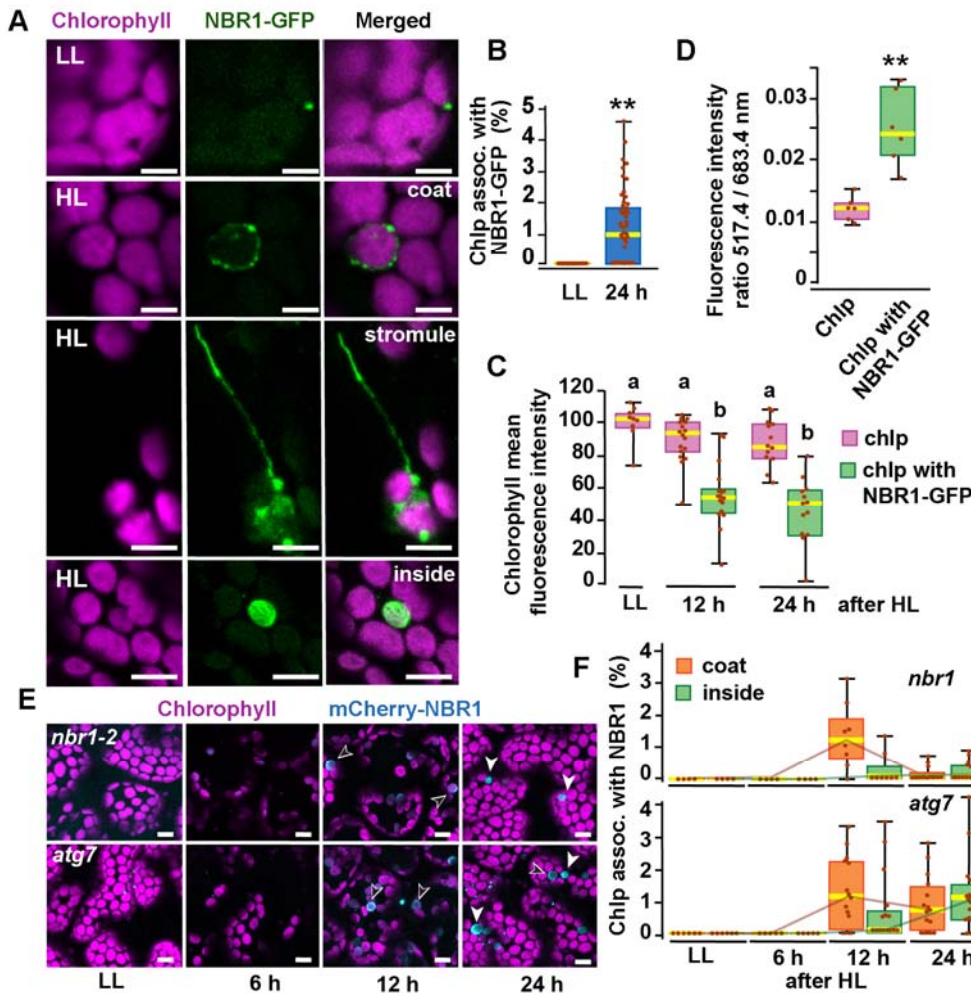 A
Chlorophyll NBR1-GFP Merged
LL
HL
coat
HL
stromule
HL
inside
B
Chlp assoc. with
NBR1-GFP (%)
5
4
3
2
1
0
**
LL 24 h
D
Fluorescence intensity
ratio 517.4 / 683.4 nm
0.03
0.02
0.01
0
**
Chlp
Chlp with
NBR1-GFP
C
Chlorophyll mean
fluorescence intensity
120
100
80
60
40
20
0
a a b a b
chlp
chlp with
NBR1-GFP
LL 12 h 24 h after HL
E
Chlorophyll mCherry-NBR1
nbr1-2
atg7
LL 6 h 12 h 24 h
F
Chlp assoc. with NBR1 (%)
coat
inside
nbr1
4
3
2
1
0
atg7
4
3
2
1
0
LL 6 h 12 h 24 h
after HL